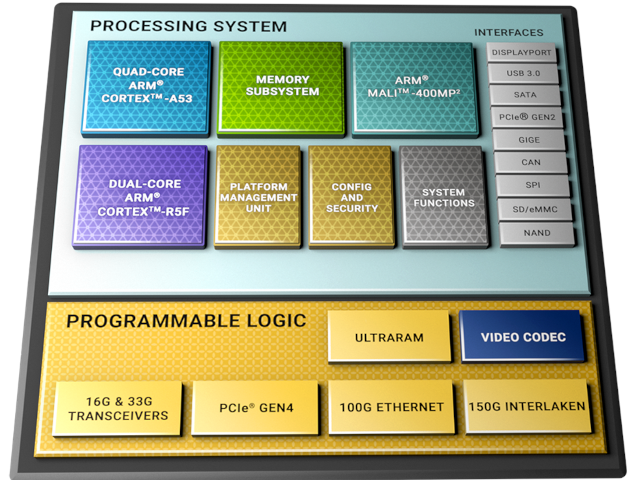 PROCESSING SYSTEM
INTERFACES
QUAD-CORE
ARM®
CORTEX™-A53
MEMORY
SUBSYSTEM
ARM®
MALI™-400MP²
DISPLAYPORT
USB 3.0
SATA
PCIe® GEN2
GIGE
CAN
SPI
SD/eMMC
NAND
DUAL-CORE
ARM®
CORTEX™-R5F
PLATFORM
MANAGEMENT
UNIT
CONFIG
AND
SECURITY
SYSTEM
FUNCTIONS
PROGRAMMABLE LOGIC
ULTRARAM
VIDEO CODEC
16G & 33G
TRANSCEIVERS
PCIe® GEN4
100G ETHERNET
150G INTERLAKEN